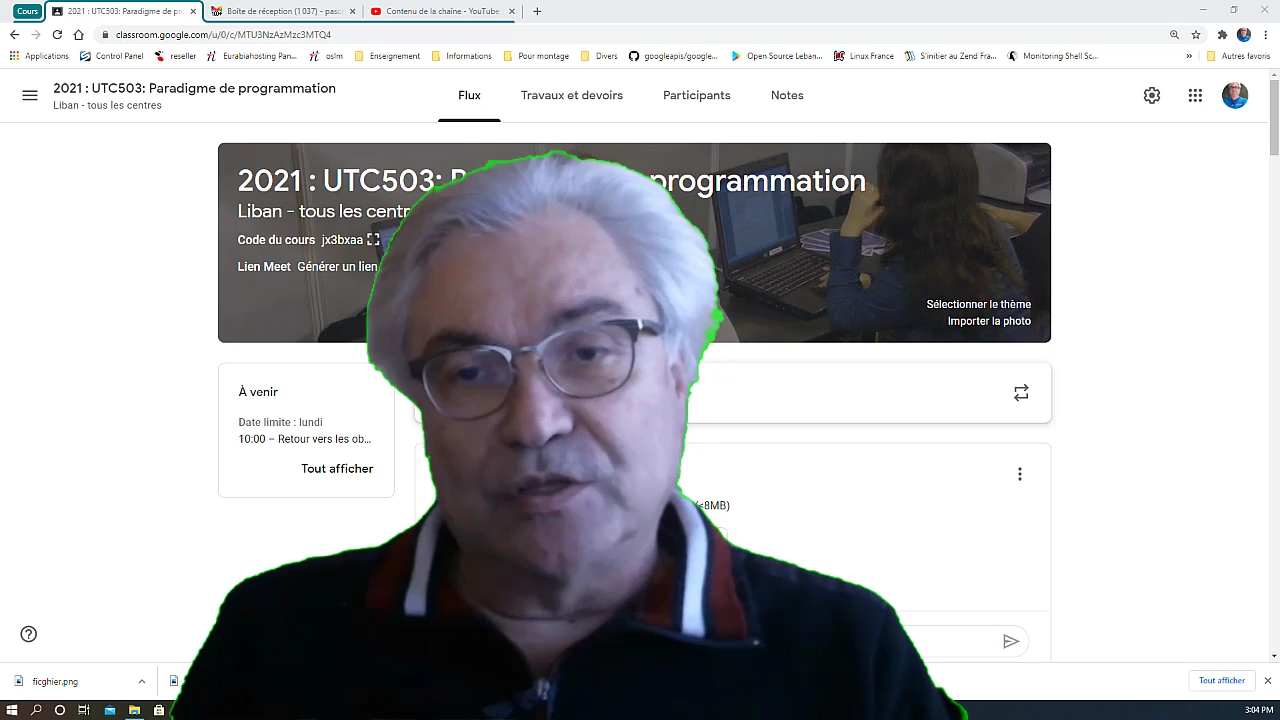 Cours
2021 : UTC503: Paradigme de pr
Boîte de réception (1 037) - pasc
Contenu de la chaîne - YouTube
classroom.google.com/u/0/c/MTU3NzAzMzc3MTQ4
Applications
Control Panel
reseller
Eurabiahosting Pan...
oslm
Enseignement
Informations
Pour montage
Divers
googleapis/google...
Open Source Leban...
Linux France
S'initier au Zend Fra...
Monitoring Shell Sc...
»
Autres favoris
2021 : UTC503: Paradigme de programmation
Liban - tous les centres
Flux
Travaux et devoirs
Participants
Notes
2021 : UTC503: P programmation
Liban - tous les centr
Code du cours jx3bxaa
Lien Meet Générer un lien
Sélectionner le thème
Importer la photo
À venir
Date limite : lundi
10:00 – Retour vers les ob...
Tout afficher
<8MB)
ficghier.png
Tout afficher
3:04 PM